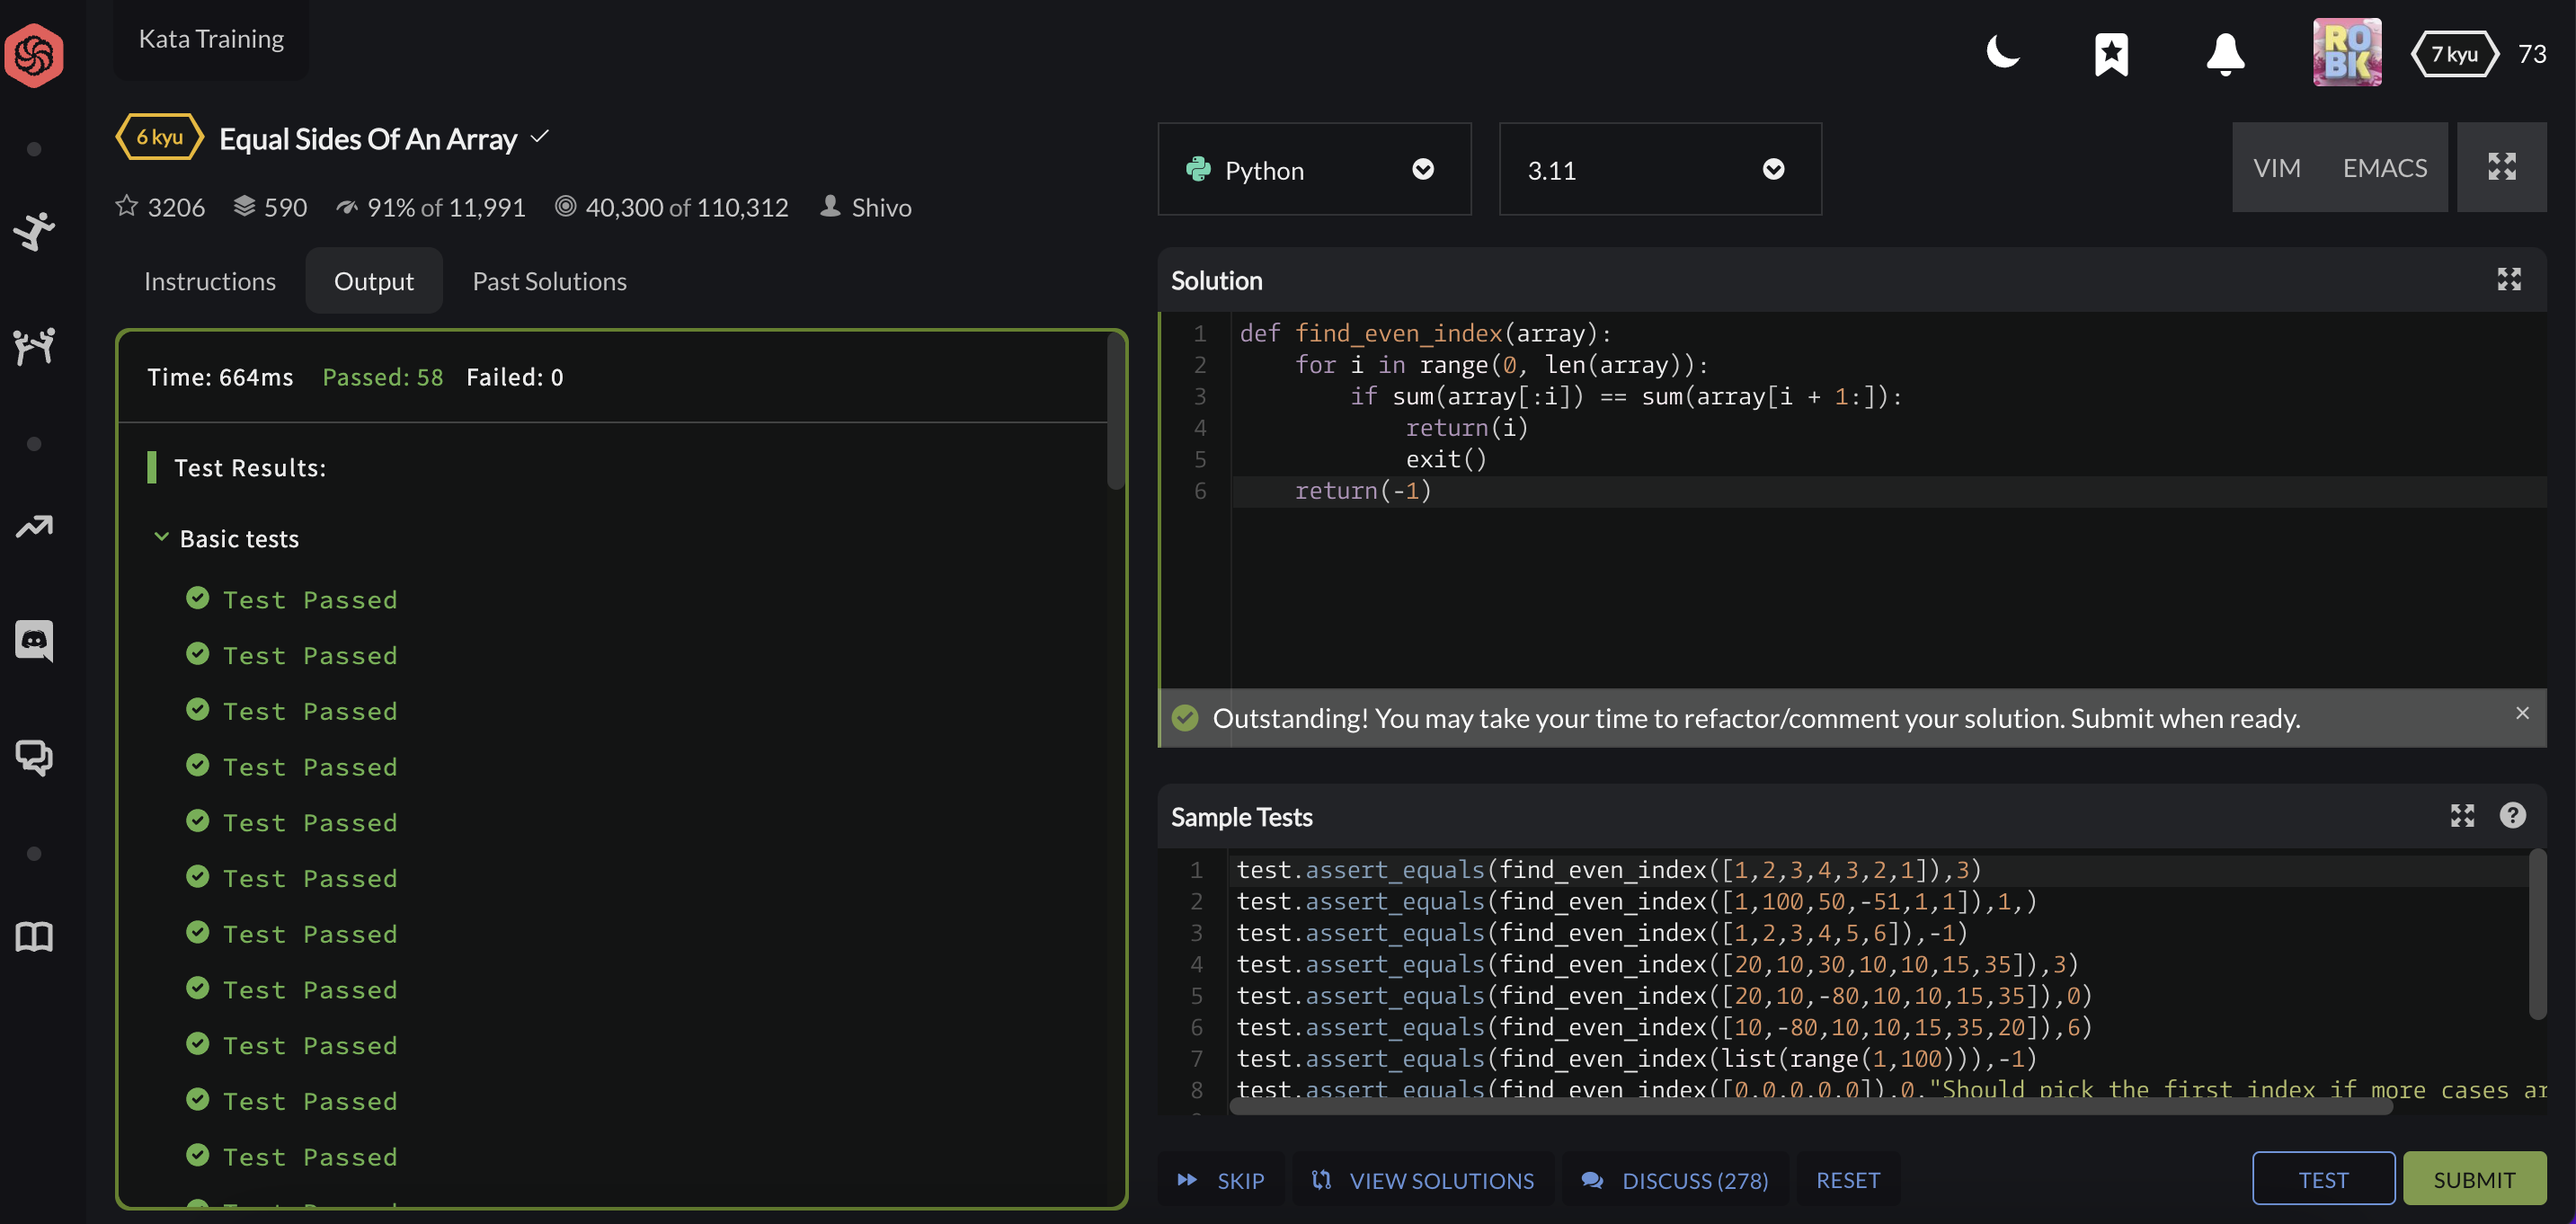 Kata Training
RO
BK
7 kyu
73
6 kyu
Equal Sides Of An Array
3206
590
91% of 11,991
40,300 of 110,312
Shivo
Instructions
Output
Past Solutions
Time: 664ms
Passed: 58
Failed: 0
Test Results:
Basic tests
Test Passed
Test Passed
Test Passed
Test Passed
Test Passed
Test Passed
Test Passed
Test Passed
Test Passed
Test Passed
Test Passed
Python
3.11
VIM
EMACS
Solution
1 def find_even_index(array):
2     for i in range(0, len(array)):
3         if sum(array[:i]) == sum(array[i + 1:]):
4             return(i)
5             exit()
6     return(-1)
Outstanding! You may take your time to refactor/comment your solution. Submit when ready.
Sample Tests
1 test.assert_equals(find_even_index([1,2,3,4,3,2,1]),3)
2 test.assert_equals(find_even_index([1,100,50,-51,1,1]),1,)
3 test.assert_equals(find_even_index([1,2,3,4,5,6]),-1)
4 test.assert_equals(find_even_index([20,10,30,10,10,15,35]),3)
5 test.assert_equals(find_even_index([20,10,-80,10,10,15,35]),0)
6 test.assert_equals(find_even_index([10,-80,10,10,15,35,20]),6)
7 test.assert_equals(find_even_index(list(range(1,100))),-1)
8 test.assert_equals(find_even_index([0,0,0,0,0]),0,"Should pick the first index if more cases ar
SKIP
VIEW SOLUTIONS
DISCUSS (278)
RESET
TEST
SUBMIT